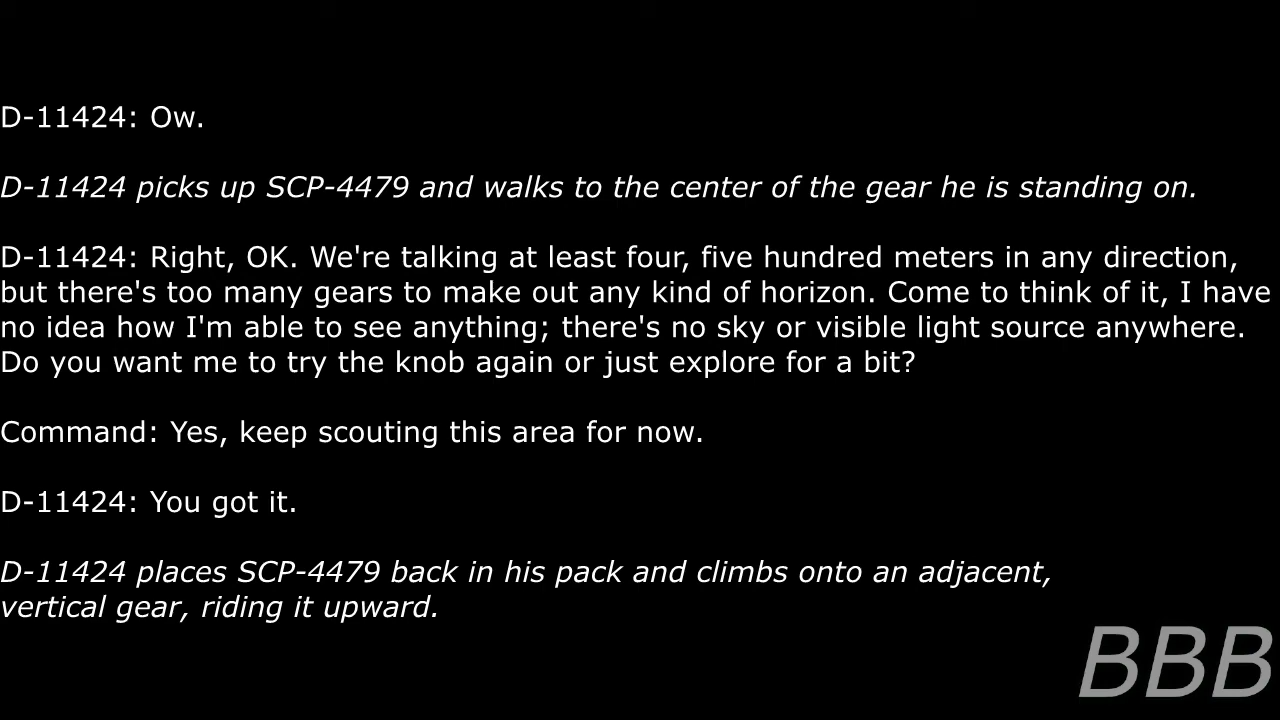 D-11424: Ow.
D-11424 picks up SCP-4479 and walks to the center of the gear he is standing on.
D-11424: Right, OK. We're talking at least four, five hundred meters in any direction,
but there's too many gears to make out any kind of horizon. Come to think of it, I have
no idea how I'm able to see anything; there's no sky or visible light source anywhere.
Do you want me to try the knob again or just explore for a bit?
Command: Yes, keep scouting this area for now.
D-11424: You got it.
D-11424 places SCP-4479 back in his pack and climbs onto an adjacent,
vertical gear, riding it upward.
BBB